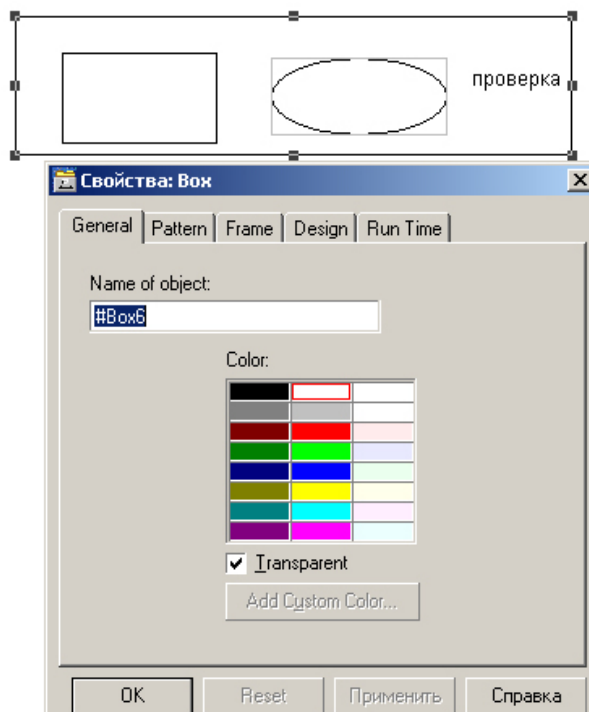 проверка
Свойства: Box
General Pattern Frame Design Run Time
Name of object:
#Box6
Color:
Transparent
Add Custom Color...
OK Reset Применить Справка